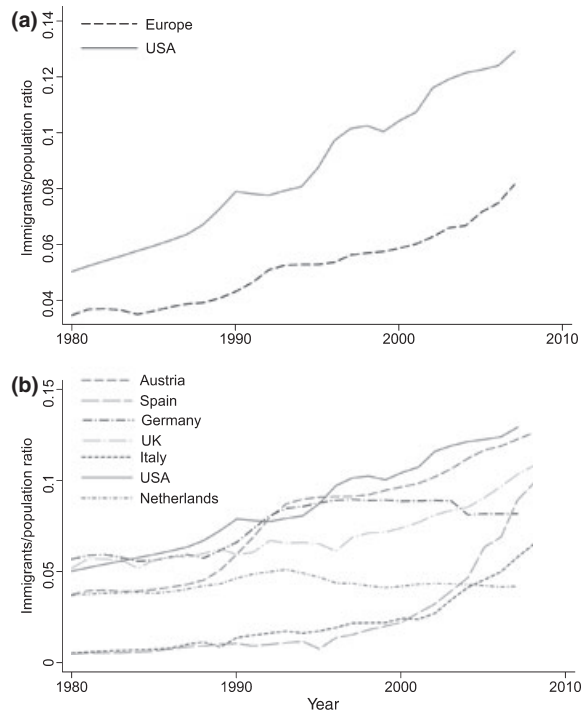 (a)
Europe
USA
Immigrants/population ratio
0.14
0.12
0.1
0.08
0.06
0.04
1980 1990 2000 2010
(b)
Austria
Spain
Germany
UK
Italy
USA
Netherlands
Immigrants/population ratio
0.15
0.1
0.05
0
1980 1990 2000 2010
Year